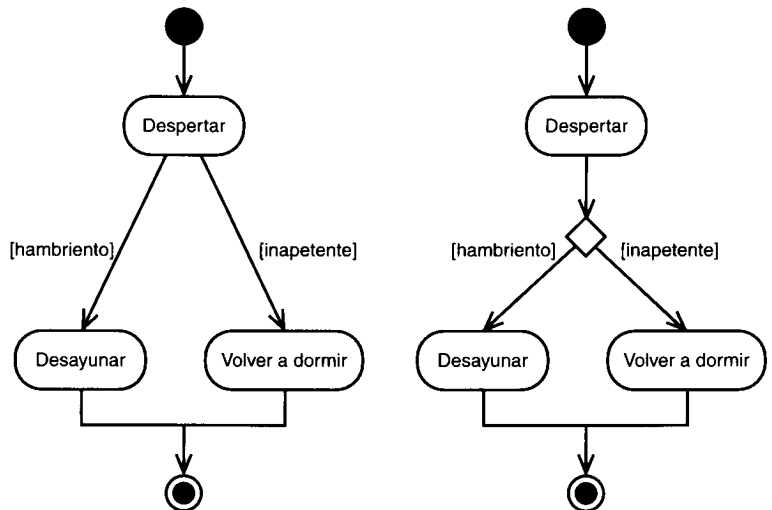 Despertar
[hambriento]
[inapetente]
Desayunar
Volver a dormir
Despertar
[hambriento]
[inapetente]
Desayunar
Volver a dormir